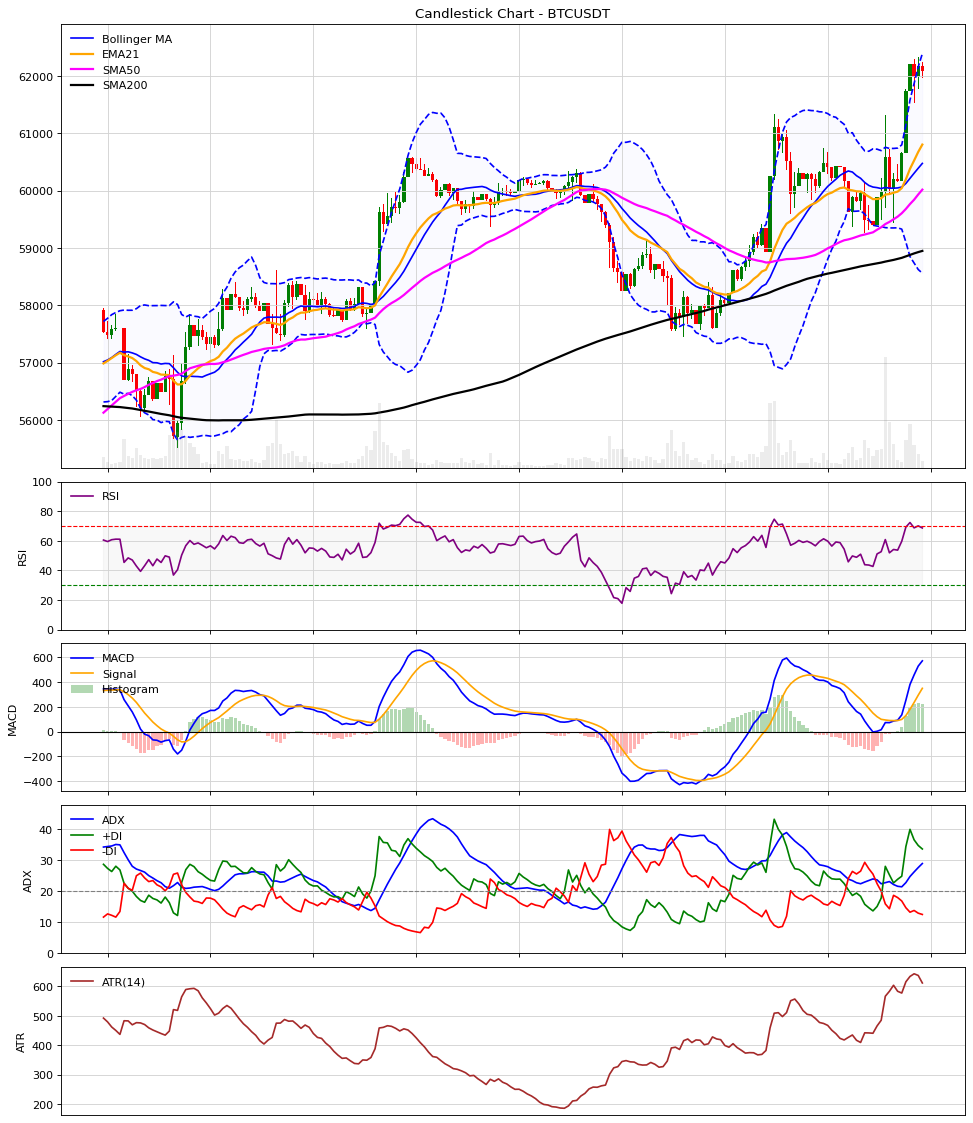 Candlestick Chart - BTCUSDT
Bollinger MA
EMA21
SMA50
SMA200
62000
61000
60000
59000
58000
57000
56000
RSI
100
80
60
40
20
0
RSI
MACD
Signal
Histogram
600
400
200
0
−200
−400
MACD
ADX
+DI
-DI
40
30
20
10
0
ADX
ATR(14)
600
500
400
300
200
ATR